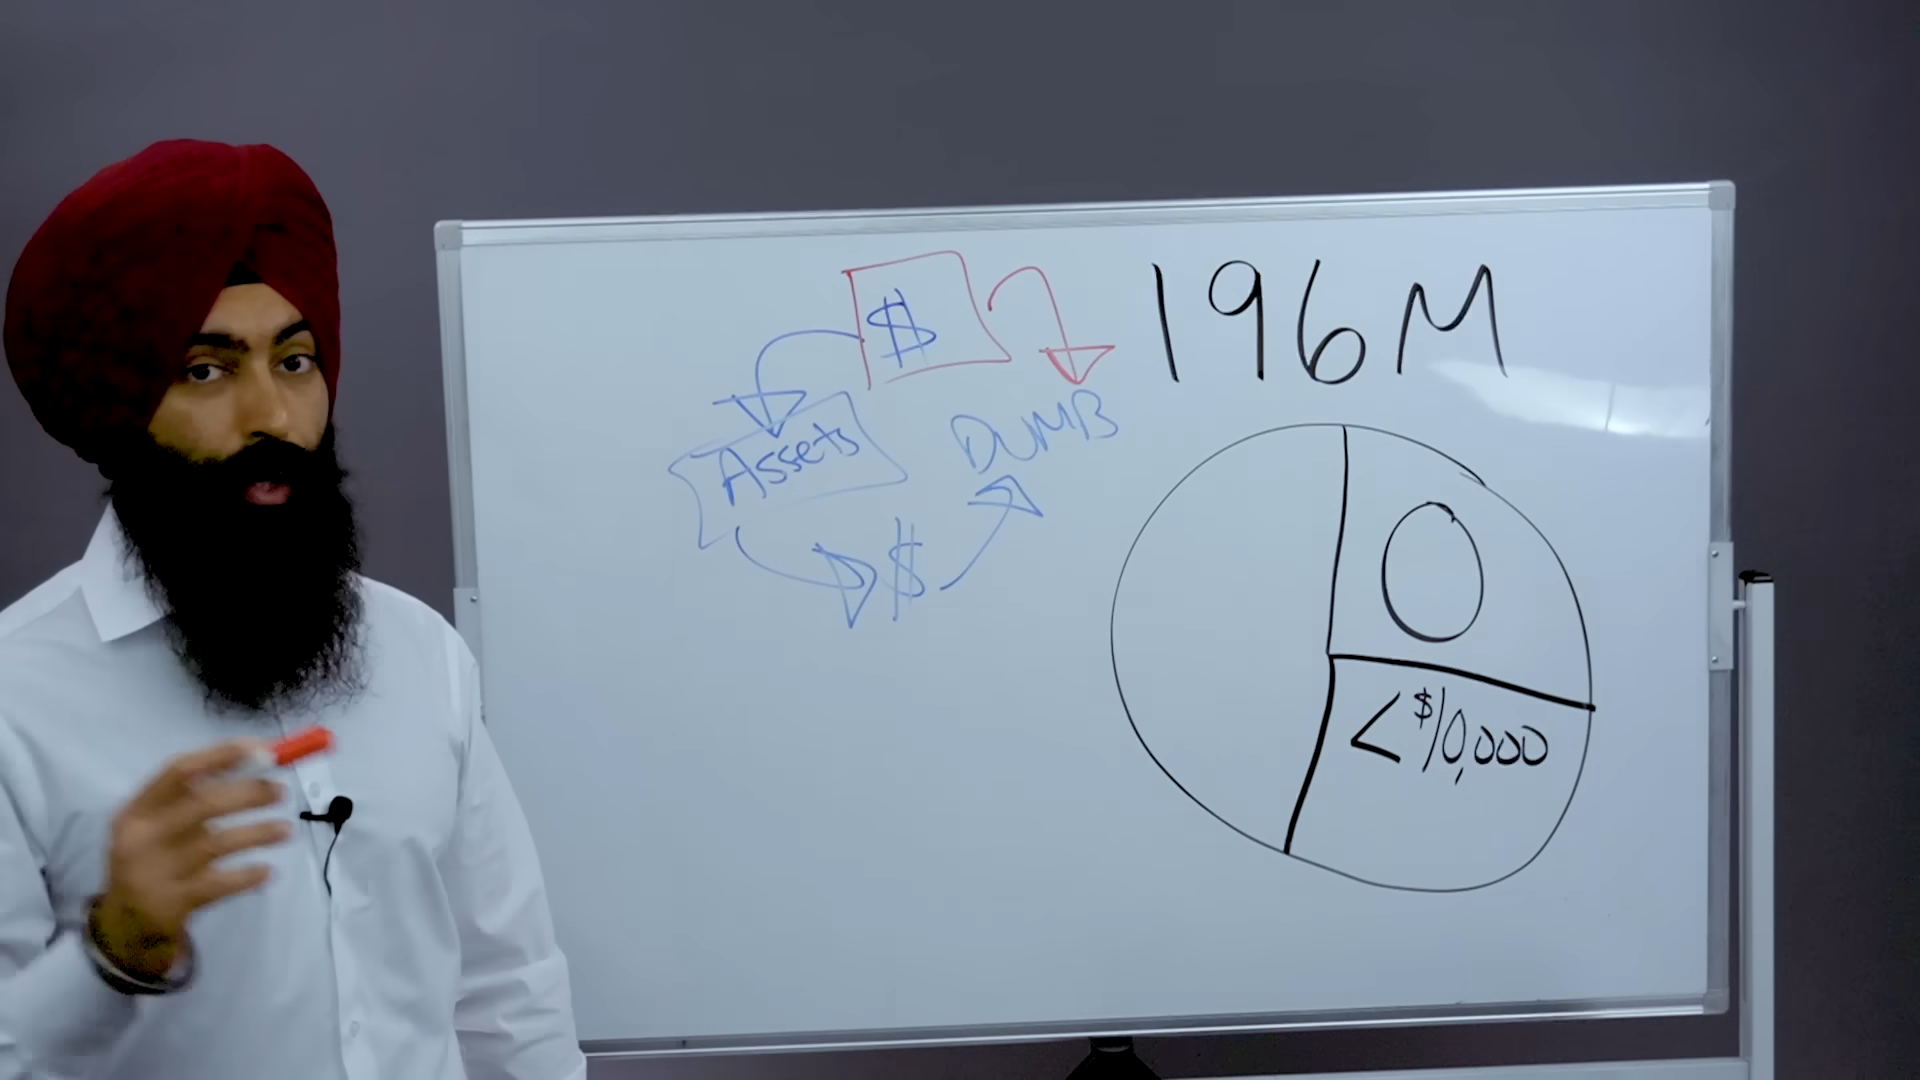 $
196M
Assets
DUMB
$
0
<$10,000